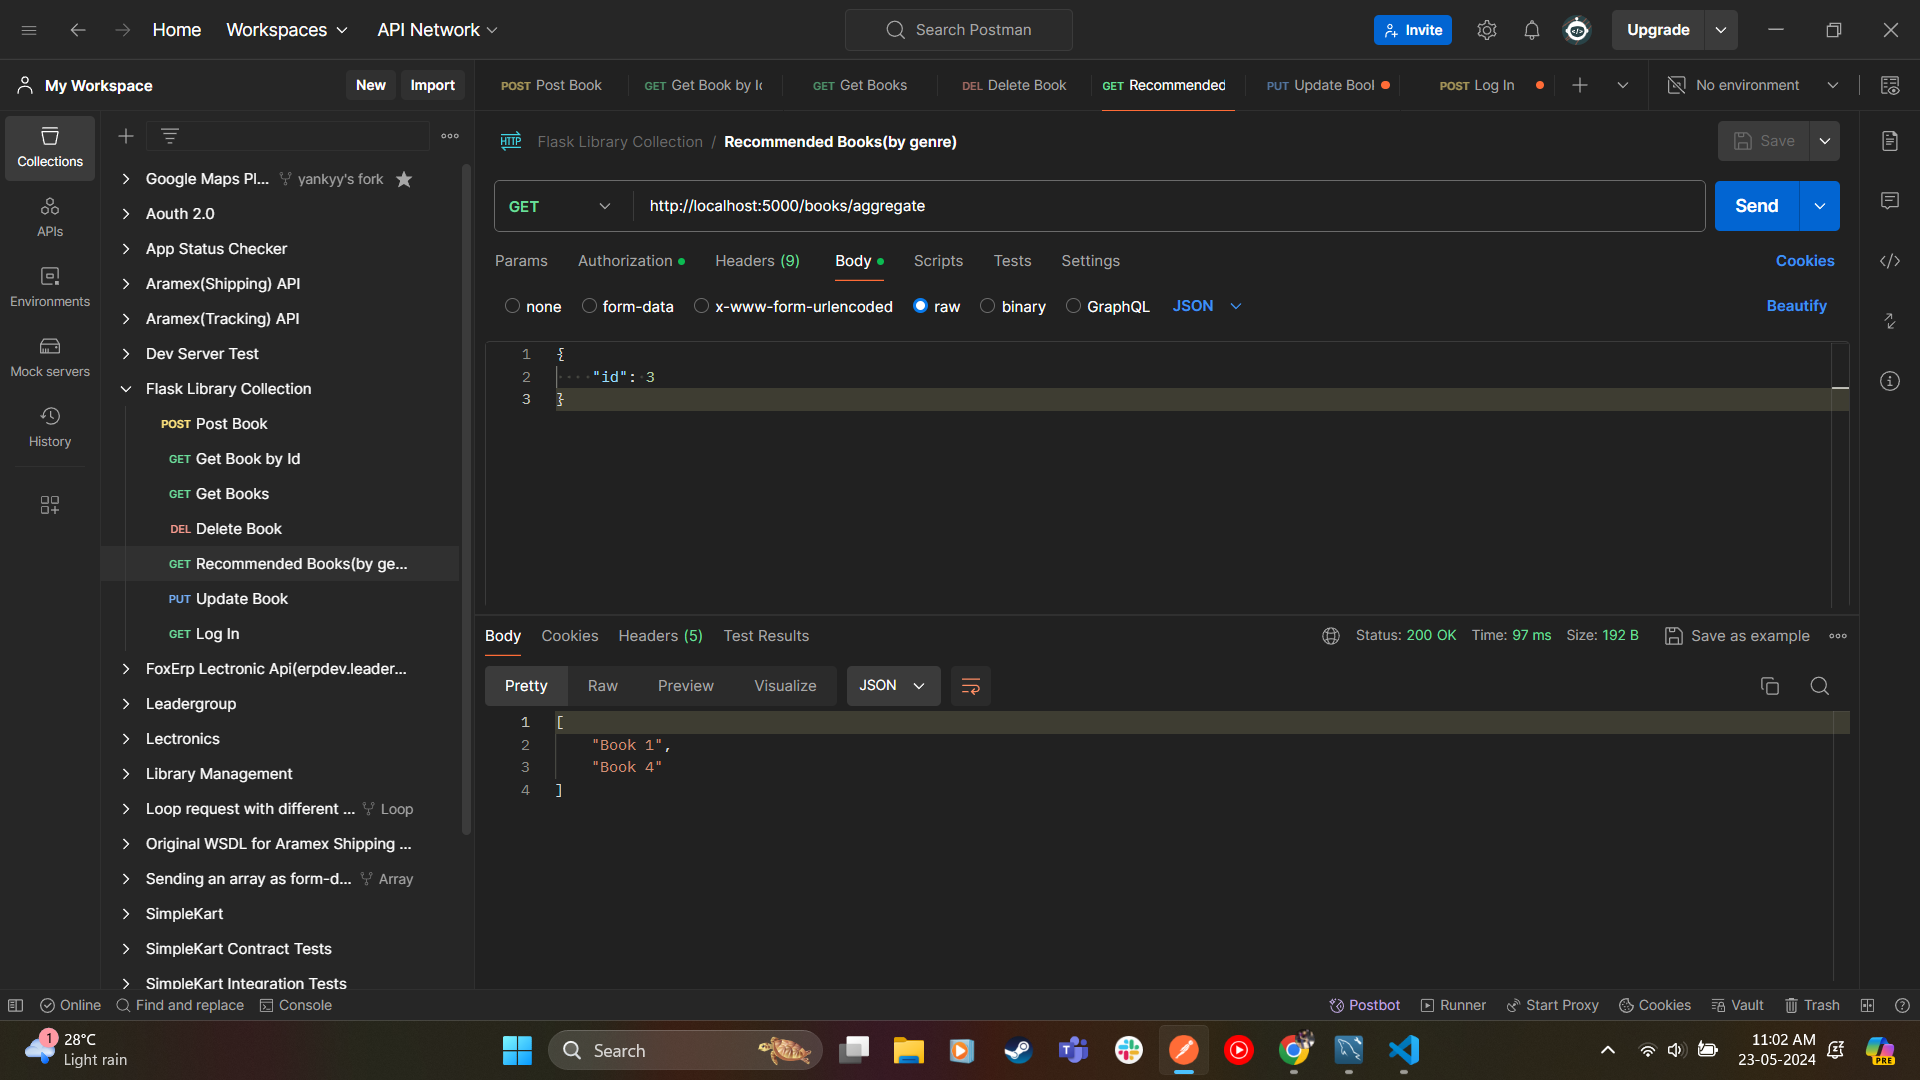 Home Workspaces API Network Search Postman Invite Upgrade
My Workspace New Import
POST Post Book GET Get Book by Ic GET Get Books DEL Delete Book GET Recommended PUT Update Bool POST Log In No environment
Collections
APIs
Environments
Mock servers
History
Google Maps Pl... yankyy's fork
Aouth 2.0
App Status Checker
Aramex(Shipping) API
Aramex(Tracking) API
Dev Server Test
Flask Library Collection
POST Post Book
GET Get Book by Id
GET Get Books
DEL Delete Book
GET Recommended Books(by ge...
PUT Update Book
GET Log In
FoxErp Lectronic Api(erpdev.leader...
Leadergroup
Lectronics
Library Management
Loop request with different ... Loop
Original WSDL for Aramex Shipping ...
Sending an array as form-d... Array
SimpleKart
SimpleKart Contract Tests
SimpleKart Integration Tests
HTTP Flask Library Collection / Recommended Books(by genre) Save
GET http://localhost:5000/books/aggregate Send
Params Authorization Headers (9) Body Scripts Tests Settings Cookies
none form-data x-www-form-urlencoded raw binary GraphQL JSON Beautify
1 {
2 ····"id":·3
3 }
Body Cookies Headers (5) Test Results Status: 200 OK Time: 97 ms Size: 192 B Save as example
Pretty Raw Preview Visualize JSON
1 [
2 "Book 1",
3 "Book 4"
4 ]
Online Find and replace Console Postbot Runner Start Proxy Cookies Vault Trash
1 28°C
Light rain
Search
11:02 AM
23-05-2024
PRE